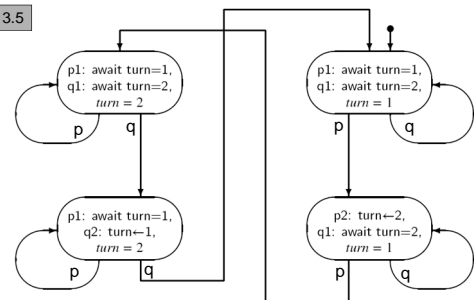 3.5
p1: await turn=1,
q1: await turn=2,
turn = 2
p
q
p1: await turn=1,
q1: await turn=2,
turn = 1
p
q
p1: await turn=1,
q2: turn←1,
turn = 2
p
q
p2: turn←2,
q1: await turn=2,
turn = 1
p
q